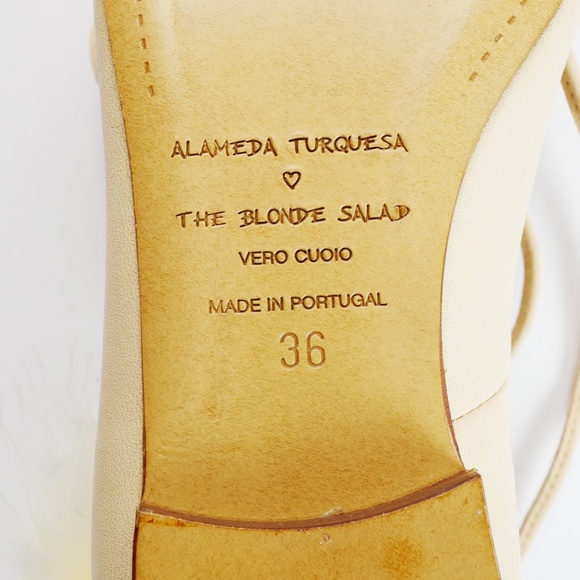 ALAMEDA TURQUESA
♡
THE BLONDE SALAD
VERO CUOIO
MADE IN PORTUGAL
36